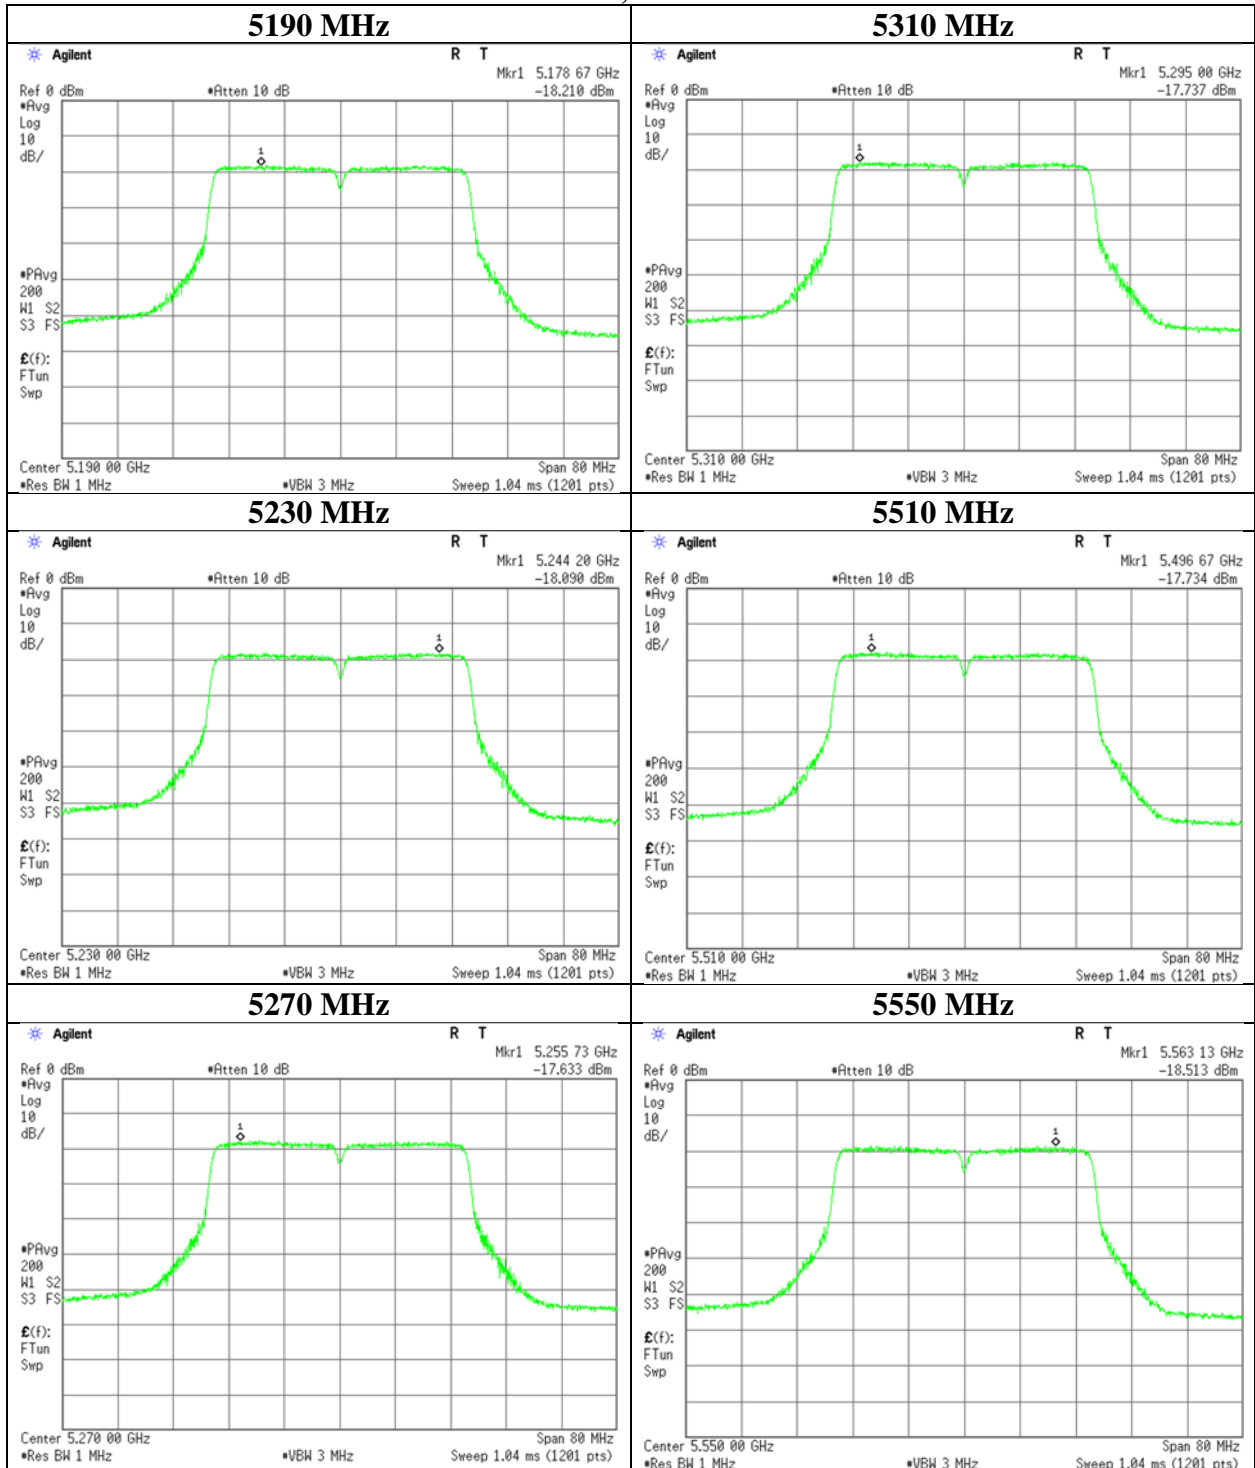 5190 MHz
Agilent
R T
Mkr1 5.178 67 GHz
Ref 0 dBm *Atten 10 dB -18.210 dBm
*Avg
Log
10
dB/
1
*PAvg
200
W1 S2
S3 FS
£(f):
FTun
Swp
Center 5.190 00 GHz Span 80 MHz
*Res BW 1 MHz *VBW 3 MHz Sweep 1.04 ms (1201 pts)
5310 MHz
Agilent
R T
Mkr1 5.295 00 GHz
Ref 0 dBm *Atten 10 dB -17.737 dBm
*Avg
Log
10
dB/
1
*PAvg
200
W1 S2
S3 FS
£(f):
FTun
Swp
Center 5.310 00 GHz Span 80 MHz
*Res BW 1 MHz *VBW 3 MHz Sweep 1.04 ms (1201 pts)
5230 MHz
Agilent
R T
Mkr1 5.244 20 GHz
Ref 0 dBm *Atten 10 dB -18.090 dBm
*Avg
Log
10
dB/
1
*PAvg
200
W1 S2
S3 FS
£(f):
FTun
Swp
Center 5.230 00 GHz Span 80 MHz
*Res BW 1 MHz *VBW 3 MHz Sweep 1.04 ms (1201 pts)
5510 MHz
Agilent
R T
Mkr1 5.496 67 GHz
Ref 0 dBm *Atten 10 dB -17.734 dBm
*Avg
Log
10
dB/
1
*PAvg
200
W1 S2
S3 FS
£(f):
FTun
Swp
Center 5.510 00 GHz Span 80 MHz
*Res BW 1 MHz *VBW 3 MHz Sweep 1.04 ms (1201 pts)
5270 MHz
Agilent
R T
Mkr1 5.255 73 GHz
Ref 0 dBm *Atten 10 dB -17.633 dBm
*Avg
Log
10
dB/
1
*PAvg
200
W1 S2
S3 FS
£(f):
FTun
Swp
Center 5.270 00 GHz Span 80 MHz
*Res BW 1 MHz *VBW 3 MHz Sweep 1.04 ms (1201 pts)
5550 MHz
Agilent
R T
Mkr1 5.563 13 GHz
Ref 0 dBm *Atten 10 dB -18.513 dBm
*Avg
Log
10
dB/
1
*PAvg
200
W1 S2
S3 FS
£(f):
FTun
Swp
Center 5.550 00 GHz Span 80 MHz
*Res BW 1 MHz *VBW 3 MHz Sweep 1.04 ms (1201 pts)